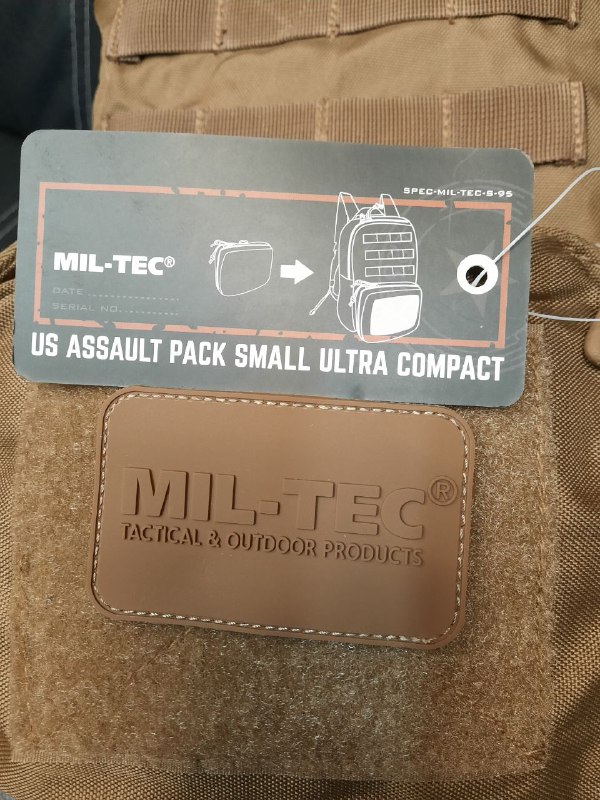 SPEC-MIL-TEC-S-95
MIL-TEC®
DATE
SERIAL NO.
US ASSAULT PACK SMALL ULTRA COMPACT
MIL-TEC®
TACTICAL & OUTDOOR PRODUCTS